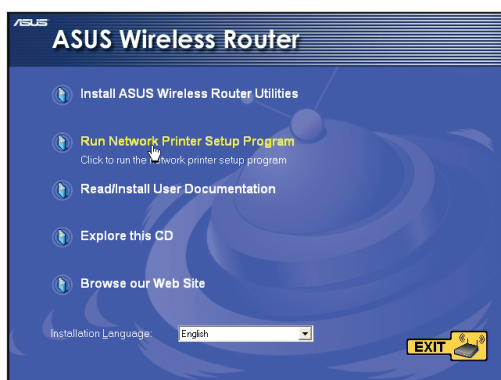 ASUS
ASUS Wireless Router
Install ASUS Wireless Router Utilities
Run Network Printer Setup Program
Click to run the network printer setup program
Read/Install User Documentation
Explore this CD
Browse our Web Site
Installation Language: English
EXIT